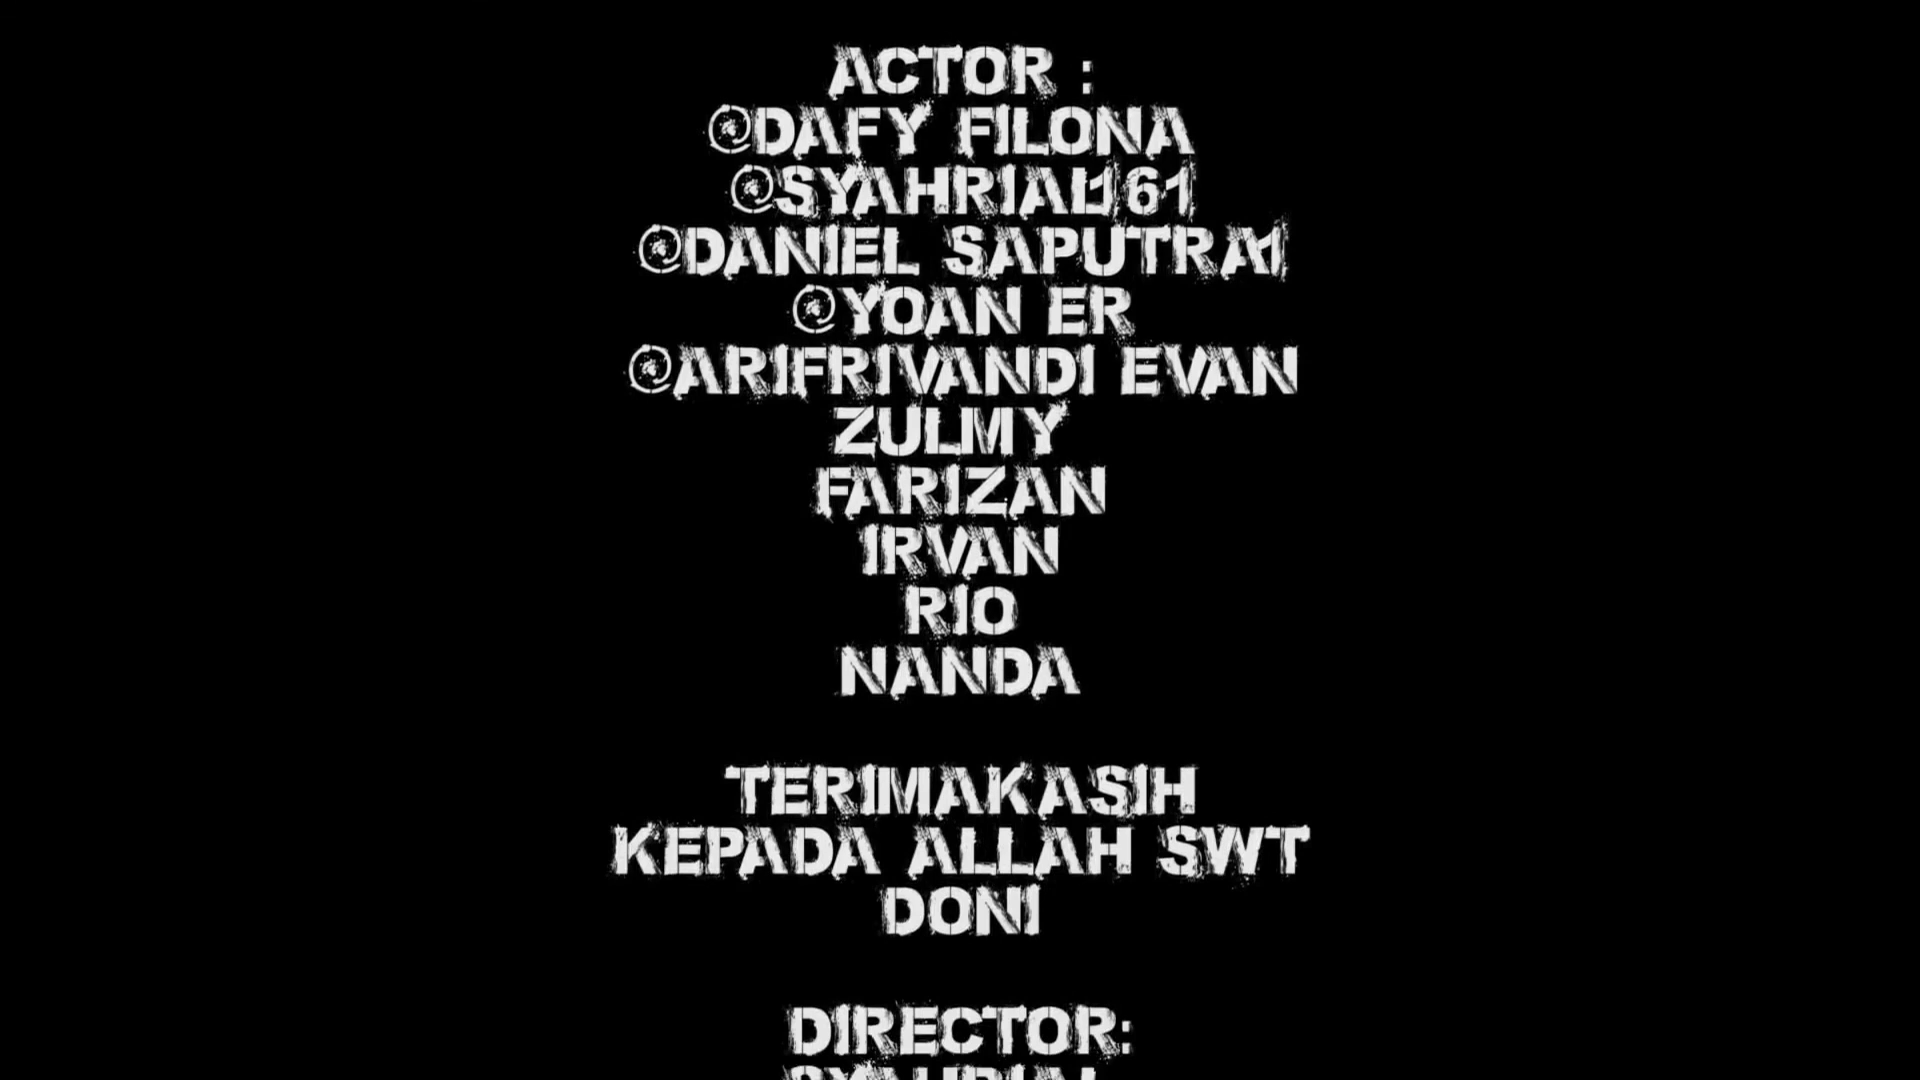 ACTOR :
@DAFY FILONA
@SYAHRIAL161
@DANIEL SAPUTRA1
@YOAN ER
@ARIFRIVANDI EVAN
ZULMY
FARIZAN
IRVAN
RIO
NANDA
TERIMAKASIH
KEPADA ALLAH SWT
DONI
DIRECTOR:
SYAHRIAL